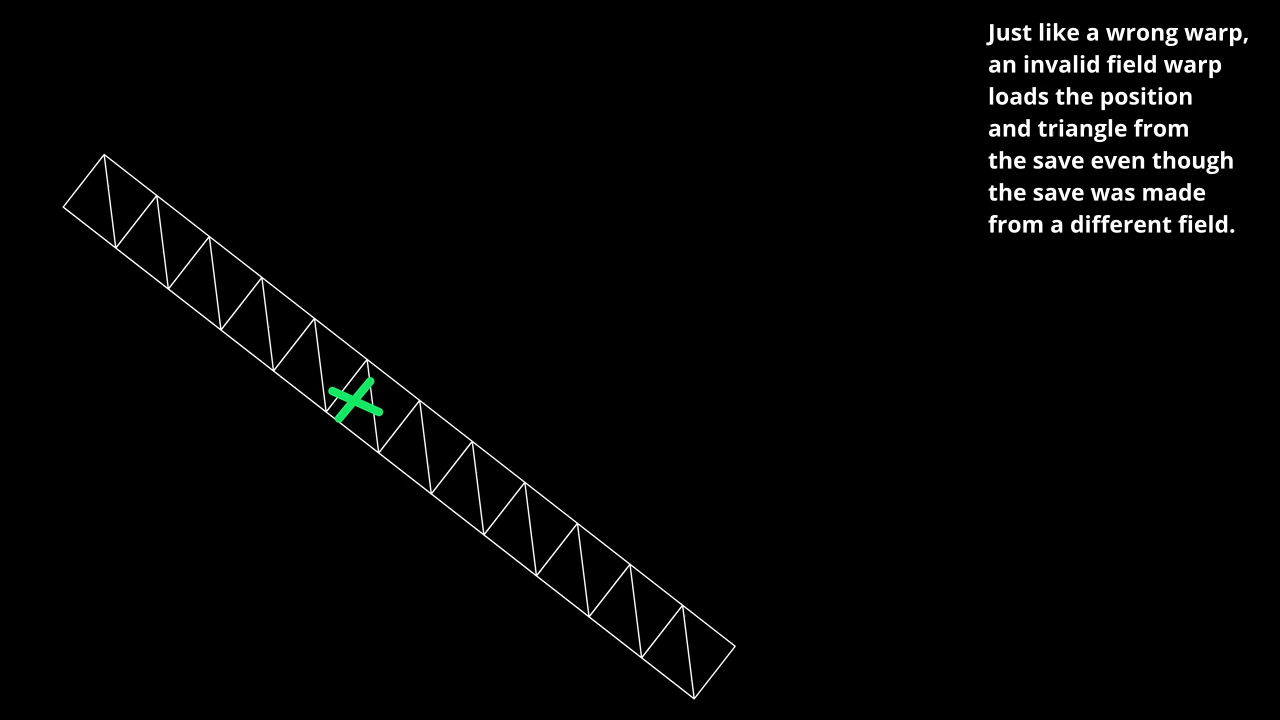 Just like a wrong warp,
an invalid field warp
loads the position
and triangle from
the save even though
the save was made
from a different field.